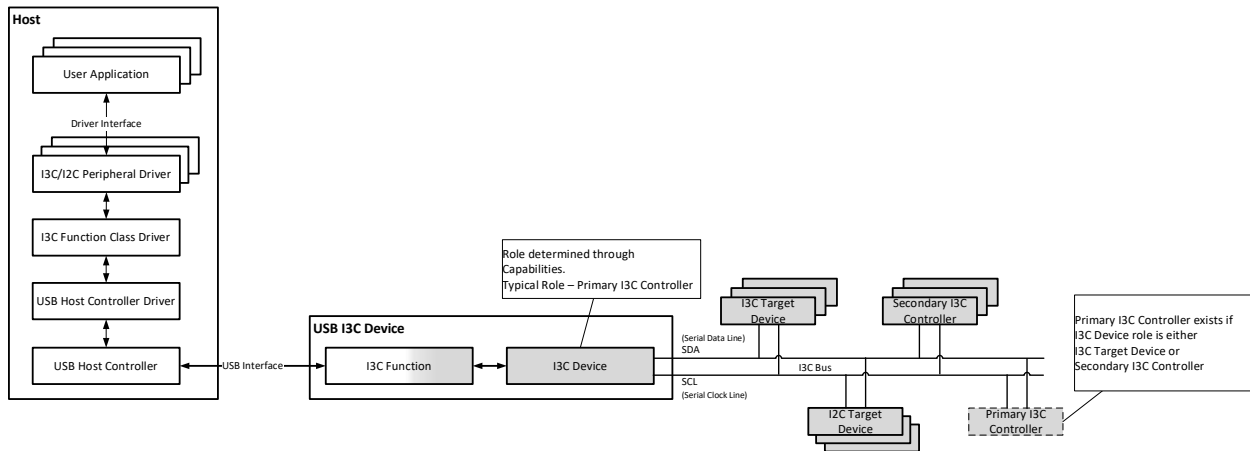 Host
User Application
Driver Interface
I3C/I2C Peripheral Driver
I3C Function Class Driver
USB Host Controller Driver
USB Host Controller
USB Interface
USB I3C Device
I3C Function
I3C Device
Role determined through
Capabilities.
Typical Role – Primary I3C Controller
(Serial Data Line)
SDA
SCL
(Serial Clock Line)
I3C Bus
I3C Target
Device
Secondary I3C
Controller
I2C Target
Device
Primary I3C
Controller
Primary I3C Controller exists if
I3C Device role is either
I3C Target Device or
Secondary I3C Controller